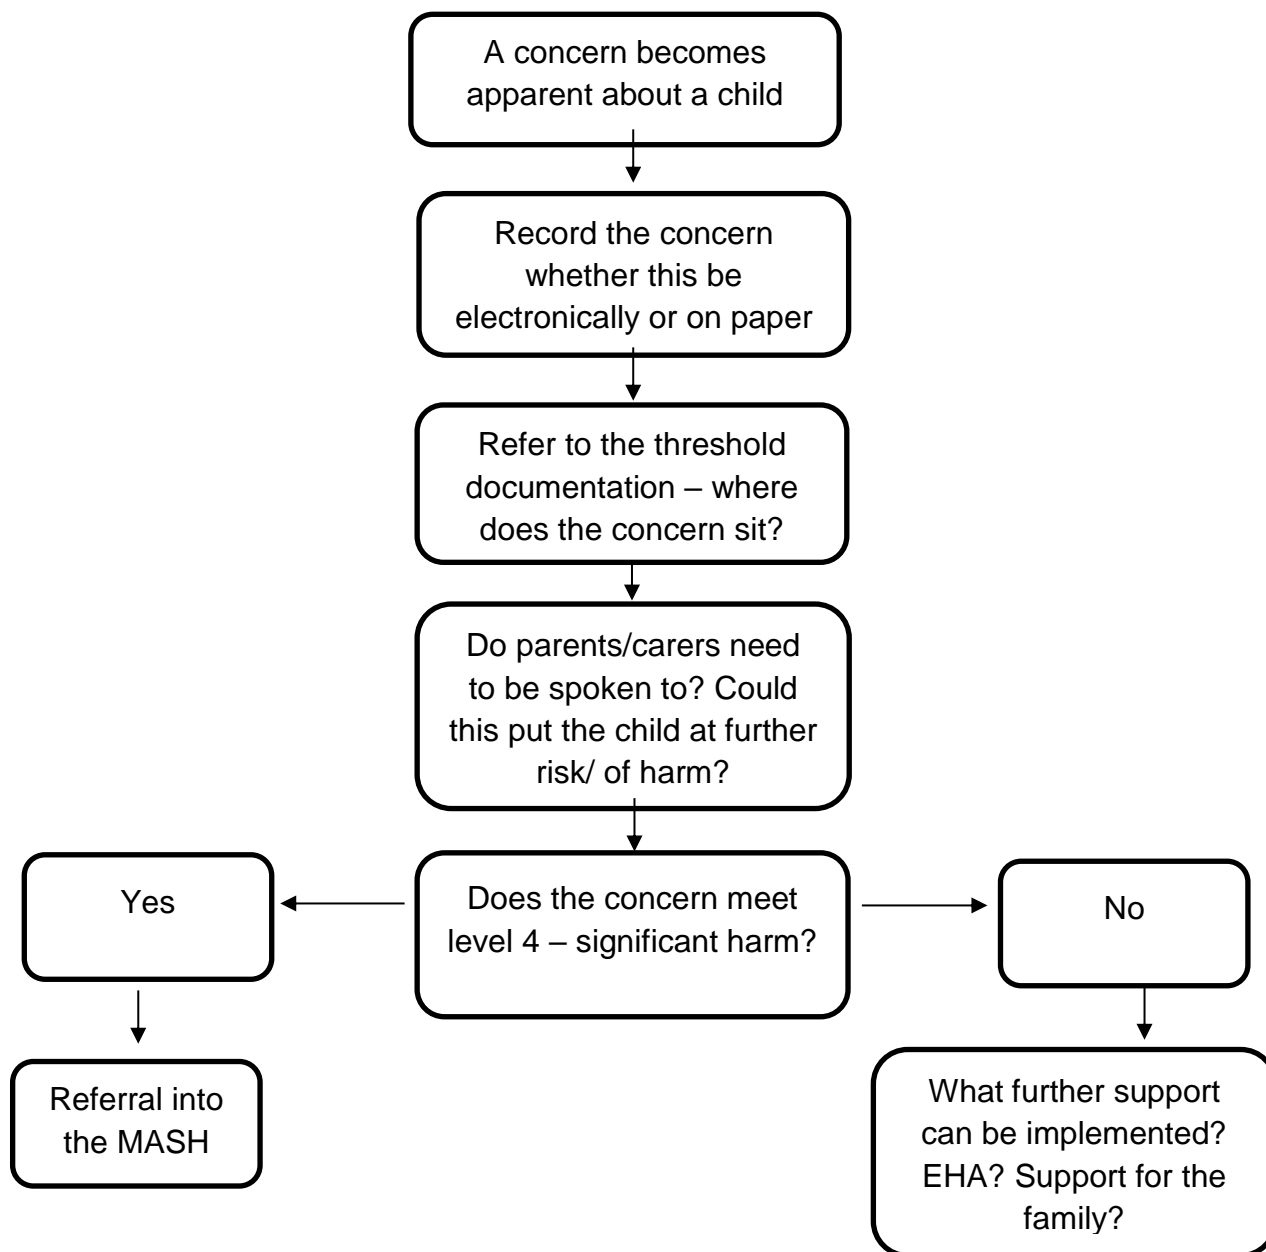 A concern becomes
apparent about a child
Record the concern
whether this be
electronically or on paper
Refer to the threshold
documentation – where
does the concern sit?
Do parents/carers need
to be spoken to? Could
this put the child at further
risk/ of harm?
Yes
Does the concern meet
level 4 – significant harm?
No
Referral into
the MASH
What further support
can be implemented?
EHA? Support for the
family?